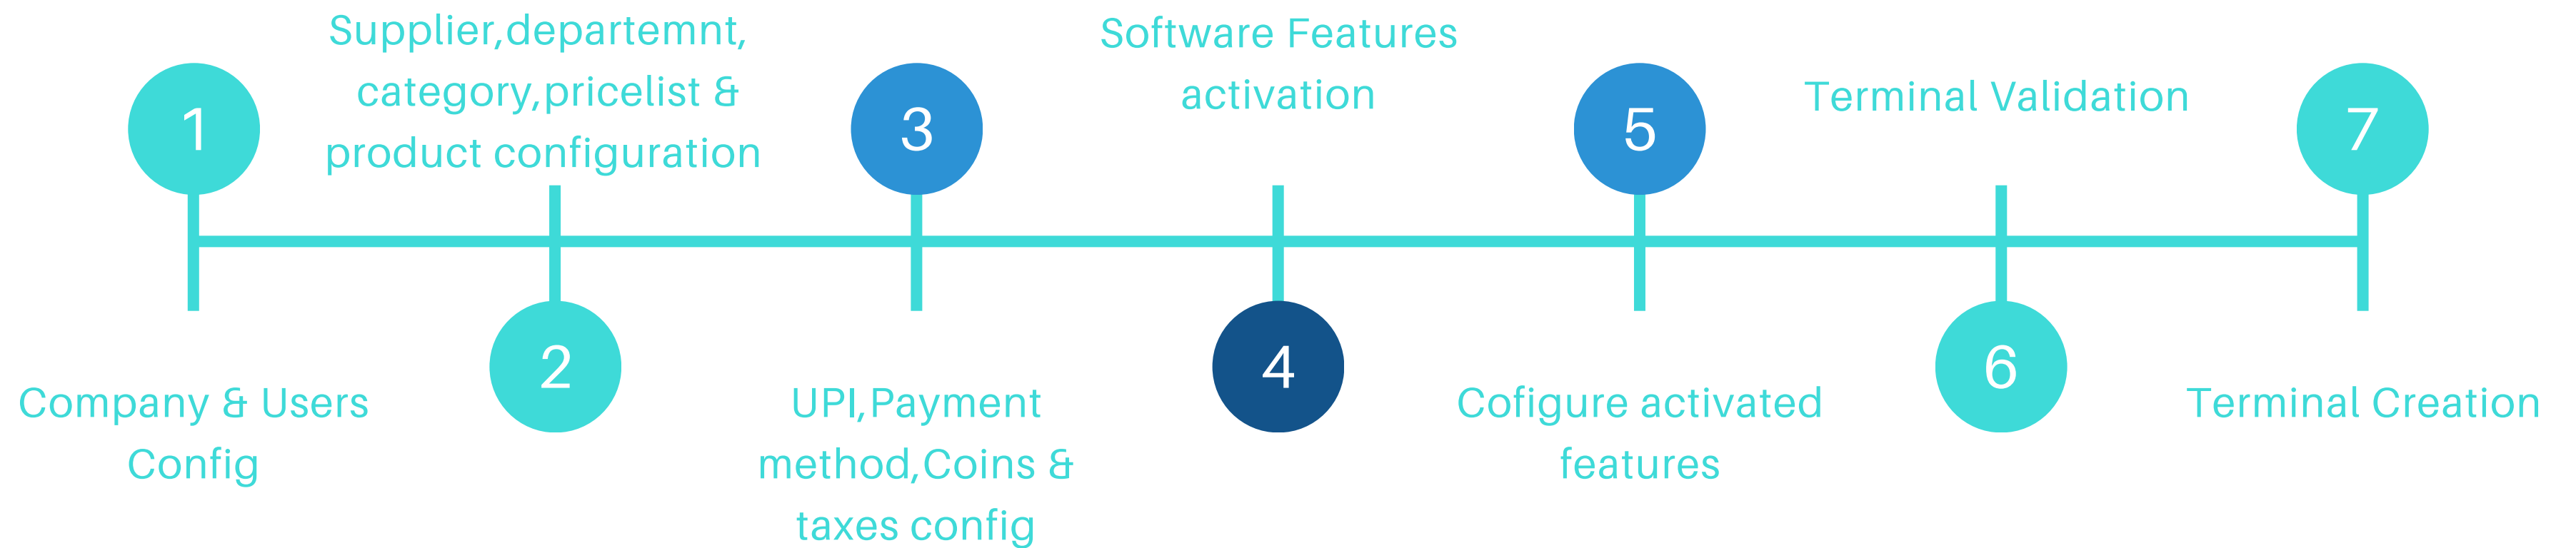 1
Company & Users
Config
Supplier,departemnt,
category,pricelist &
product configuration
2
3
UPI,Payment
method,Coins &
taxes config
Software Features
activation
4
5
Cofigure activated
features
Terminal Validation
6
7
Terminal Creation